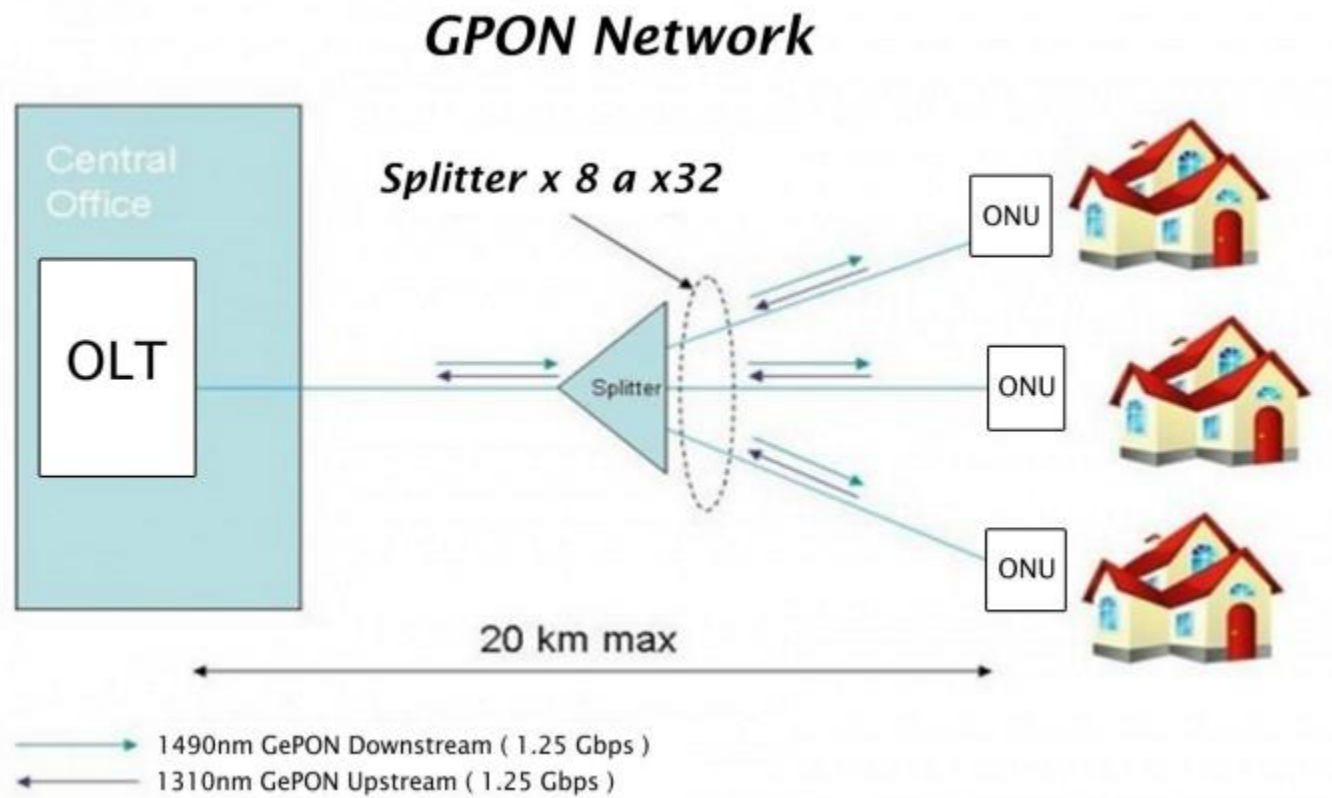 GPON Network
Central
Office
Splitter x 8 a x32
ONU
OLT
Splitter
ONU
ONU
20 km max
1490nm GePON Downstream ( 1.25 Gbps )
1310nm GePON Upstream ( 1.25 Gbps )